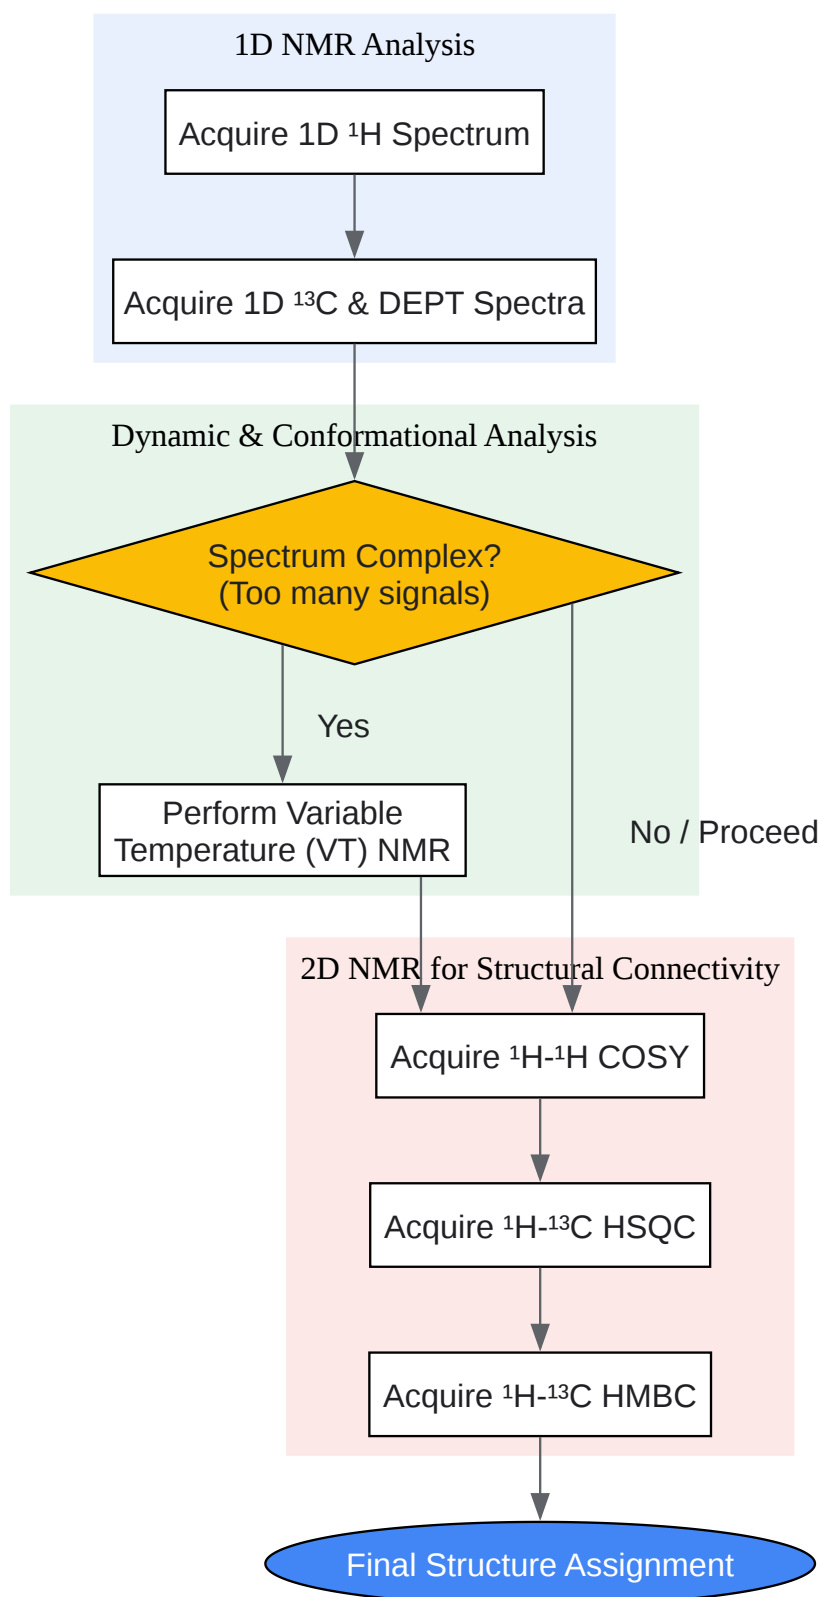 1D NMR Analysis
Acquire 1D ¹H Spectrum
Acquire 1D ¹³C & DEPT Spectra
Dynamic & Conformational Analysis
Spectrum Complex?
(Too many signals)
Yes
Perform Variable
Temperature (VT) NMR
No / Proceed
2D NMR for Structural Connectivity
Acquire ¹H-¹H COSY
Acquire ¹H-¹³C HSQC
Acquire ¹H-¹³C HMBC
Final Structure Assignment